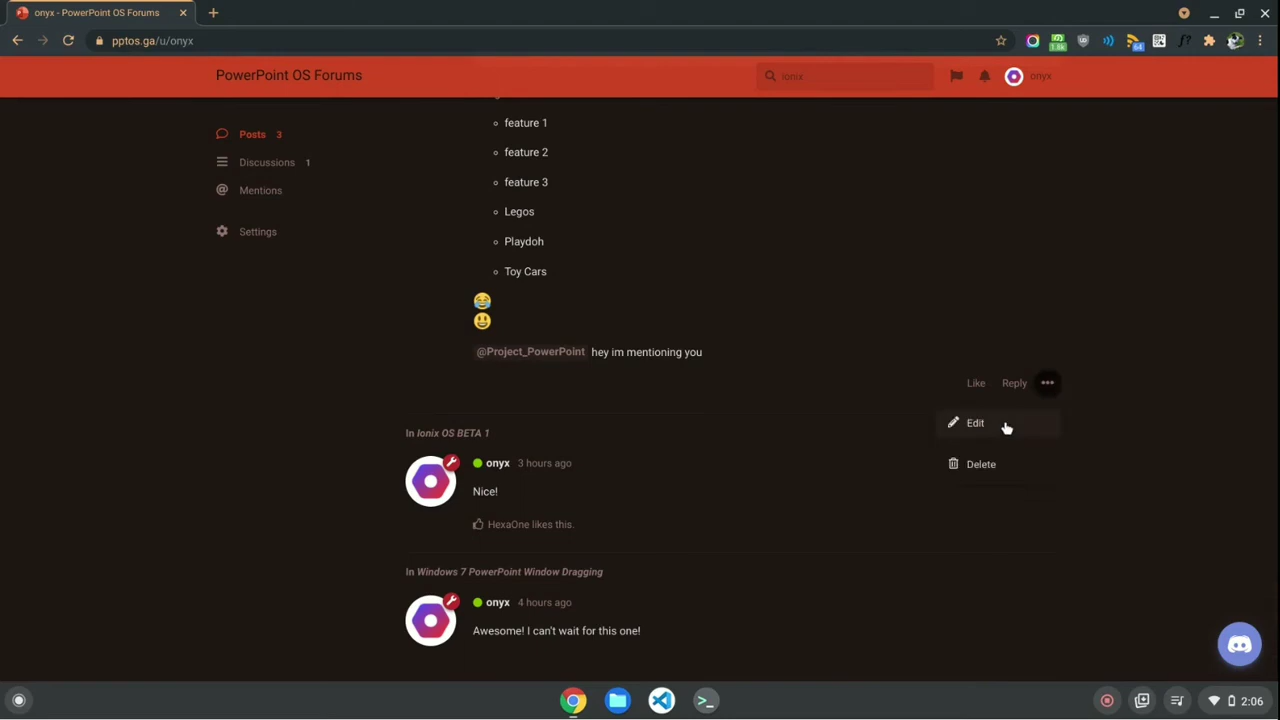 onyx - PowerPoint OS Forums
pptos.ga/u/onyx
1.8k
64
f?
PowerPoint OS Forums
ionix
onyx
Posts 3
Discussions 1
Mentions
Settings
feature 1
feature 2
feature 3
Legos
Playdoh
Toy Cars
@Project_PowerPoint hey im mentioning you
Like Reply
Edit
Delete
In Ionix OS BETA 1
onyx 3 hours ago
Nice!
HexaOne likes this.
In Windows 7 PowerPoint Window Dragging
onyx 4 hours ago
Awesome! I can't wait for this one!
2:06